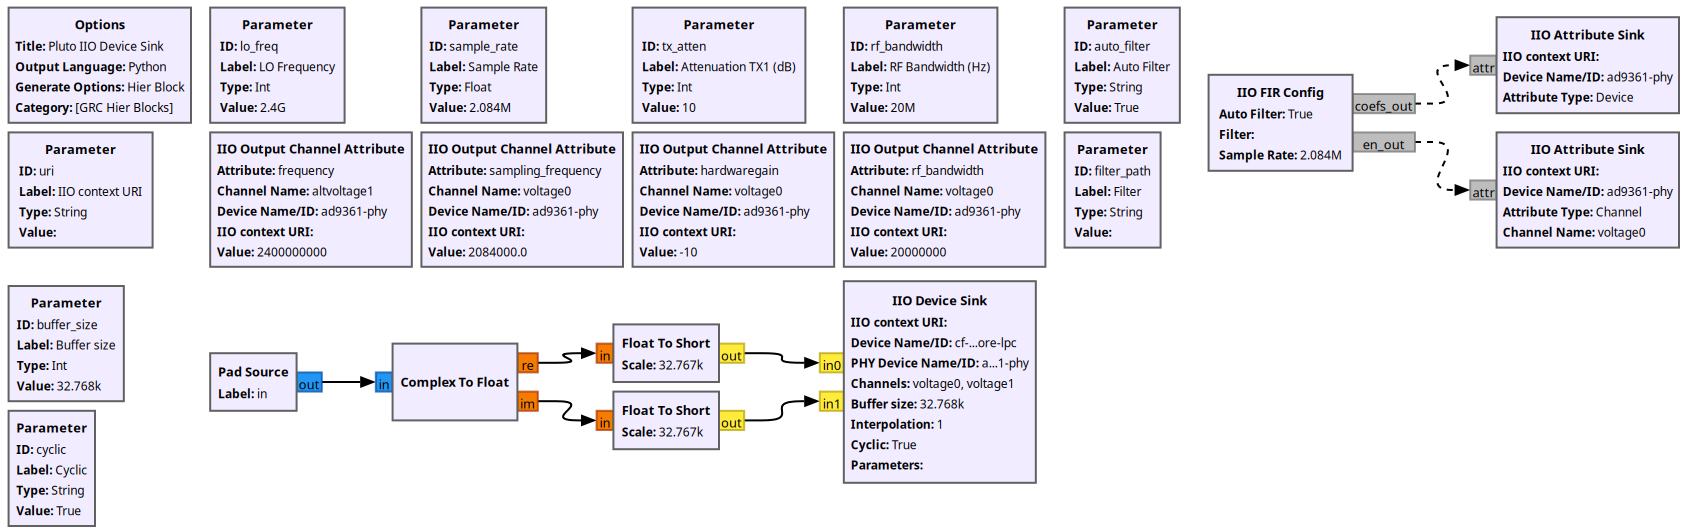 Options
Title: Pluto IIO Device Sink
Output Language: Python
Generate Options: Hier Block
Category: [GRC Hier Blocks]
Parameter
ID: lo_freq
Label: LO Frequency
Type: Int
Value: 2.4G
Parameter
ID: sample_rate
Label: Sample Rate
Type: Float
Value: 2.084M
Parameter
ID: tx_atten
Label: Attenuation TX1 (dB)
Type: Int
Value: 10
Parameter
ID: rf_bandwidth
Label: RF Bandwidth (Hz)
Type: Int
Value: 20M
Parameter
ID: auto_filter
Label: Auto Filter
Type: String
Value: True
IIO FIR Config
Auto Filter: True
Filter:
Sample Rate: 2.084M
coefs_out
en_out
attr
IIO Attribute Sink
IIO context URI:
Device Name/ID: ad9361-phy
Attribute Type: Device
attr
IIO Attribute Sink
IIO context URI:
Device Name/ID: ad9361-phy
Attribute Type: Channel
Channel Name: voltage0
Parameter
ID: uri
Label: IIO context URI
Type: String
Value:
IIO Output Channel Attribute
Attribute: frequency
Channel Name: altvoltage1
Device Name/ID: ad9361-phy
IIO context URI:
Value: 2400000000
IIO Output Channel Attribute
Attribute: sampling_frequency
Channel Name: voltage0
Device Name/ID: ad9361-phy
IIO context URI:
Value: 2084000.0
IIO Output Channel Attribute
Attribute: hardwaregain
Channel Name: voltage0
Device Name/ID: ad9361-phy
IIO context URI:
Value: -10
IIO Output Channel Attribute
Attribute: rf_bandwidth
Channel Name: voltage0
Device Name/ID: ad9361-phy
IIO context URI:
Value: 20000000
Parameter
ID: filter_path
Label: Filter
Type: String
Value:
Parameter
ID: buffer_size
Label: Buffer size
Type: Int
Value: 32.768k
Pad Source
Label: in
out
in
Complex To Float
re
im
in
Float To Short
Scale: 32.767k
out
in
Float To Short
Scale: 32.767k
out
in0
in1
IIO Device Sink
IIO context URI:
Device Name/ID: cf-...ore-lpc
PHY Device Name/ID: a...1-phy
Channels: voltage0, voltage1
Buffer size: 32.768k
Interpolation: 1
Cyclic: True
Parameters:
Parameter
ID: cyclic
Label: Cyclic
Type: String
Value: True